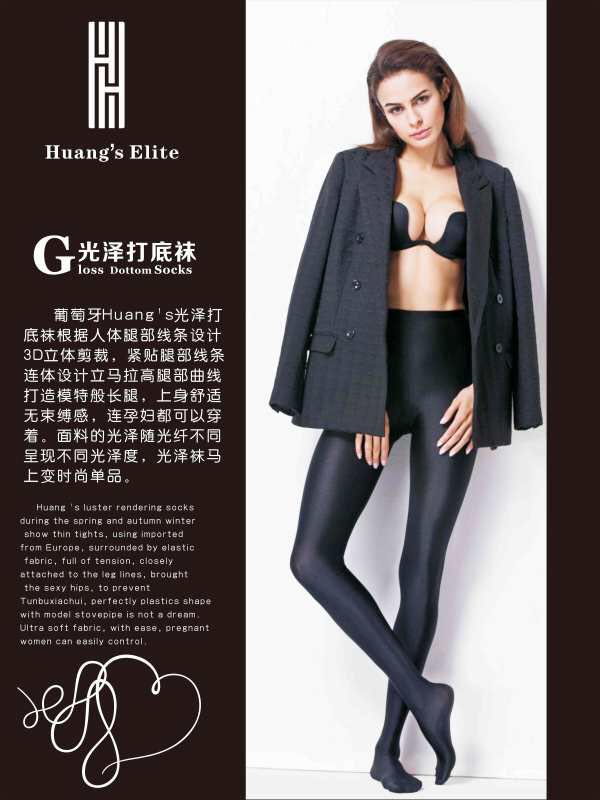 Huang's Elite
光泽打底袜
Gloss Dottom Socks
葡萄牙Huang's光泽打
底袜根据人体腿部线条设计
3D立体剪裁，紧贴腿部线条
连体设计立马拉高腿部曲线
打造模特般长腿，上身舒适
无束缚感，连孕妇都可以穿
着。面料的光泽随光纤不同
呈现不同光泽度，光泽袜马
上变时尚单品。
Huang 's luster rendering socks
during the spring and autumn winter
show thin tights, using imported
from Europe, surrounded by elastic
fabric, full of tension, closely
attached to the leg lines, brought
the sexy hips, to prevent
Tunbuxiachui, perfectly plastics shape
with model stovepipe is not a dream.
Ultra soft fabric, with ease, pregnant
women can easily control.